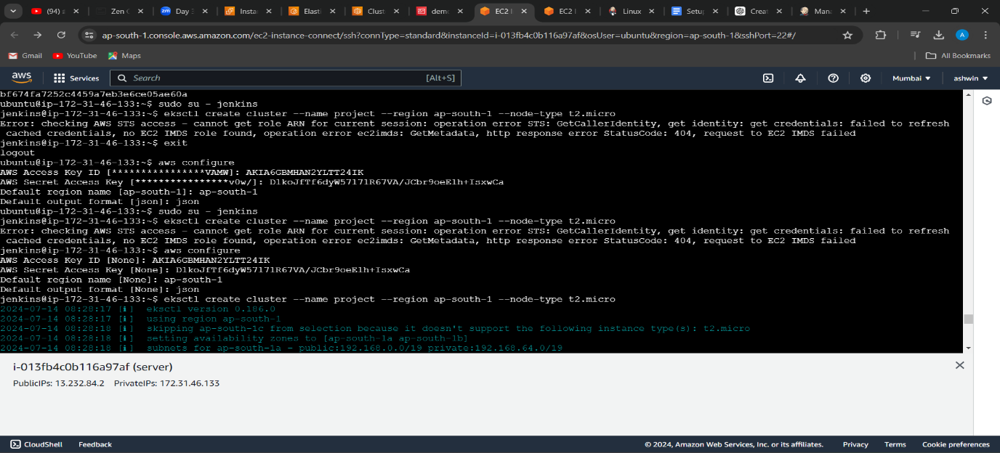 (94) s
Zen C
Day 3
Insta
Elasti
Clust
demo
EC2 I
EC2 I
Linux
Setu
Creat
Mana
ap-south-1.console.aws.amazon.com/ec2-instance-connect/ssh?connType=standard&instanceId=i-013fb4c0b116a97af&osUser=ubuntu&region=ap-south-1&sshPort=22#/
A
Gmail YouTube Maps All Bookmarks
aws Services Search [Alt+S] Mumbai ashwin
bf674fa7252c4459a7eb3e6ce05ae60a
ubuntu@ip-172-31-46-133:~$ sudo su - jenkins
jenkins@ip-172-31-46-133:~$ eksctl create cluster --name project --region ap-south-1 --node-type t2.micro
Error: checking AWS STS access – cannot get role ARN for current session: operation error STS: GetCallerIdentity, get identity: get credentials: failed to refresh
cached credentials, no EC2 IMDS role found, operation error ec2imds: GetMetadata, http response error StatusCode: 404, request to EC2 IMDS failed
jenkins@ip-172-31-46-133:~$ exit
logout
ubuntu@ip-172-31-46-133:~$ aws configure
AWS Access Key ID [****************VAMW]: AKIA6GBMHAN2YLTT24IK
AWS Secret Access Key [****************v0w/]:
Default region name [ap-south-1]: ap-south-1
Default output format [json]: json
ubuntu@ip-172-31-46-133:~$ sudo su - jenkins
jenkins@ip-172-31-46-133:~$ eksctl create cluster --name project --region ap-south-1 --node-type t2.micro
Error: checking AWS STS access – cannot get role ARN for current session: operation error STS: GetCallerIdentity, get identity: get credentials: failed to refresh
cached credentials, no EC2 IMDS role found, operation error ec2imds: GetMetadata, http response error StatusCode: 404, request to EC2 IMDS failed
jenkins@ip-172-31-46-133:~$ aws configure
AWS Access Key ID [None]: AKIA6GBMHAN2YLTT24IK
AWS Secret Access Key [None]:
Default region name [None]: ap-south-1
Default output format [None]: json
jenkins@ip-172-31-46-133:~$ eksctl create cluster --name project --region ap-south-1 --node-type t2.micro
2024-07-14 08:28:17 [ℹ] eksctl version 0.186.0
2024-07-14 08:28:17 [ℹ] using region ap-south-1
2024-07-14 08:28:18 [ℹ] skipping ap-south-1c from selection because it doesn't support the following instance type(s): t2.micro
2024-07-14 08:28:18 [ℹ] setting availability zones to [ap-south-1a ap-south-1b]
2024-07-14 08:28:18 [ℹ] subnets for ap-south-1a - public:192.168.0.0/19 private:192.168.64.0/19
i-013fb4c0b116a97af (server)
PublicIPs: 13.232.84.2 PrivateIPs: 172.31.46.133
CloudShell Feedback © 2024, Amazon Web Services, Inc. or its affiliates. Privacy Terms Cookie preferences